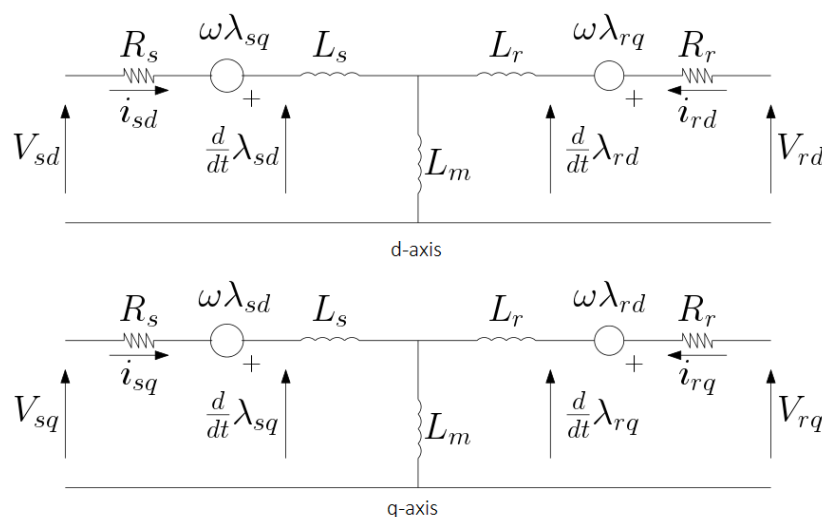 ωλ_sq ωλ_rq
R_s L_s L_r R_r
+ +
i_sd i_rd
V_sd d/dt λ_sd L_m d/dt λ_rd V_rd
d-axis
ωλ_sd ωλ_rd
R_s L_s L_r R_r
+ +
i_sq i_rq
V_sq d/dt λ_sq L_m d/dt λ_rq V_rq
q-axis